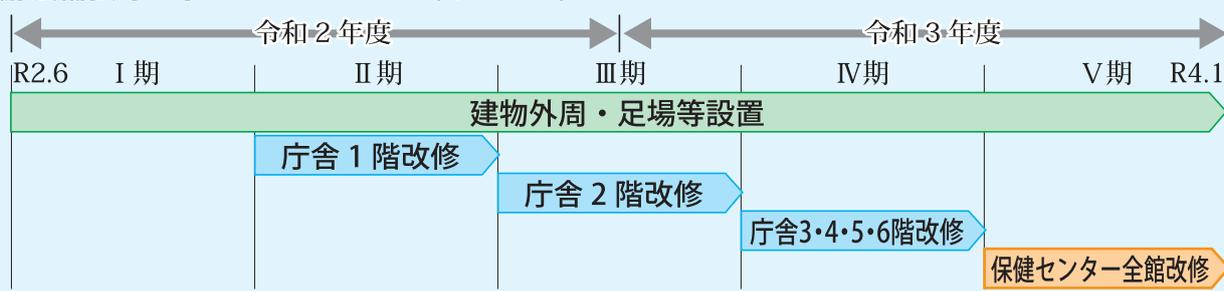 令和2年度 令和3年度
R2.6 Ⅰ期 Ⅱ期 Ⅲ期 Ⅳ期 Ⅴ期 R4.1
建物外周・足場等設置
庁舎1階改修
庁舎2階改修
庁舎3・4・5・6階改修
保健センター全館改修